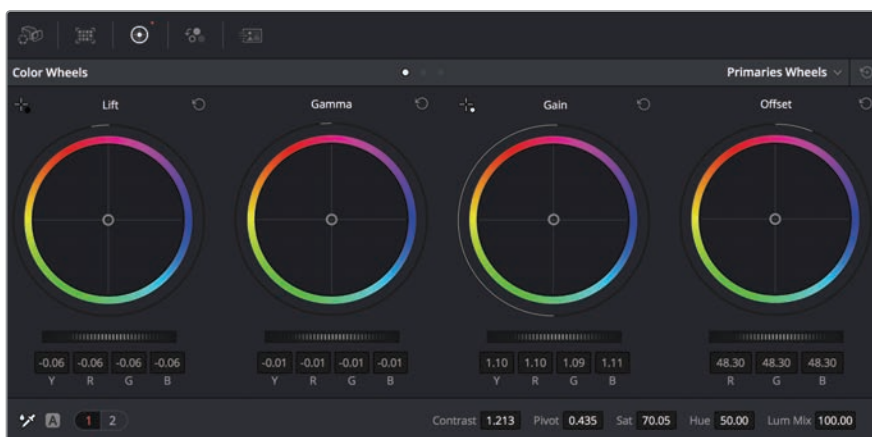 Color Wheels Primaries Wheels
Lift Gamma Gain Offset
-0.06 -0.06 -0.06 -0.06 -0.01 -0.01 -0.01 -0.01 1.10 1.10 1.09 1.11 48.30 48.30 48.30
Y R G B Y R G B Y R G B R G B
A 1 2 Contrast 1.213 Pivot 0.435 Sat 70.05 Hue 50.00 Lum Mix 100.00